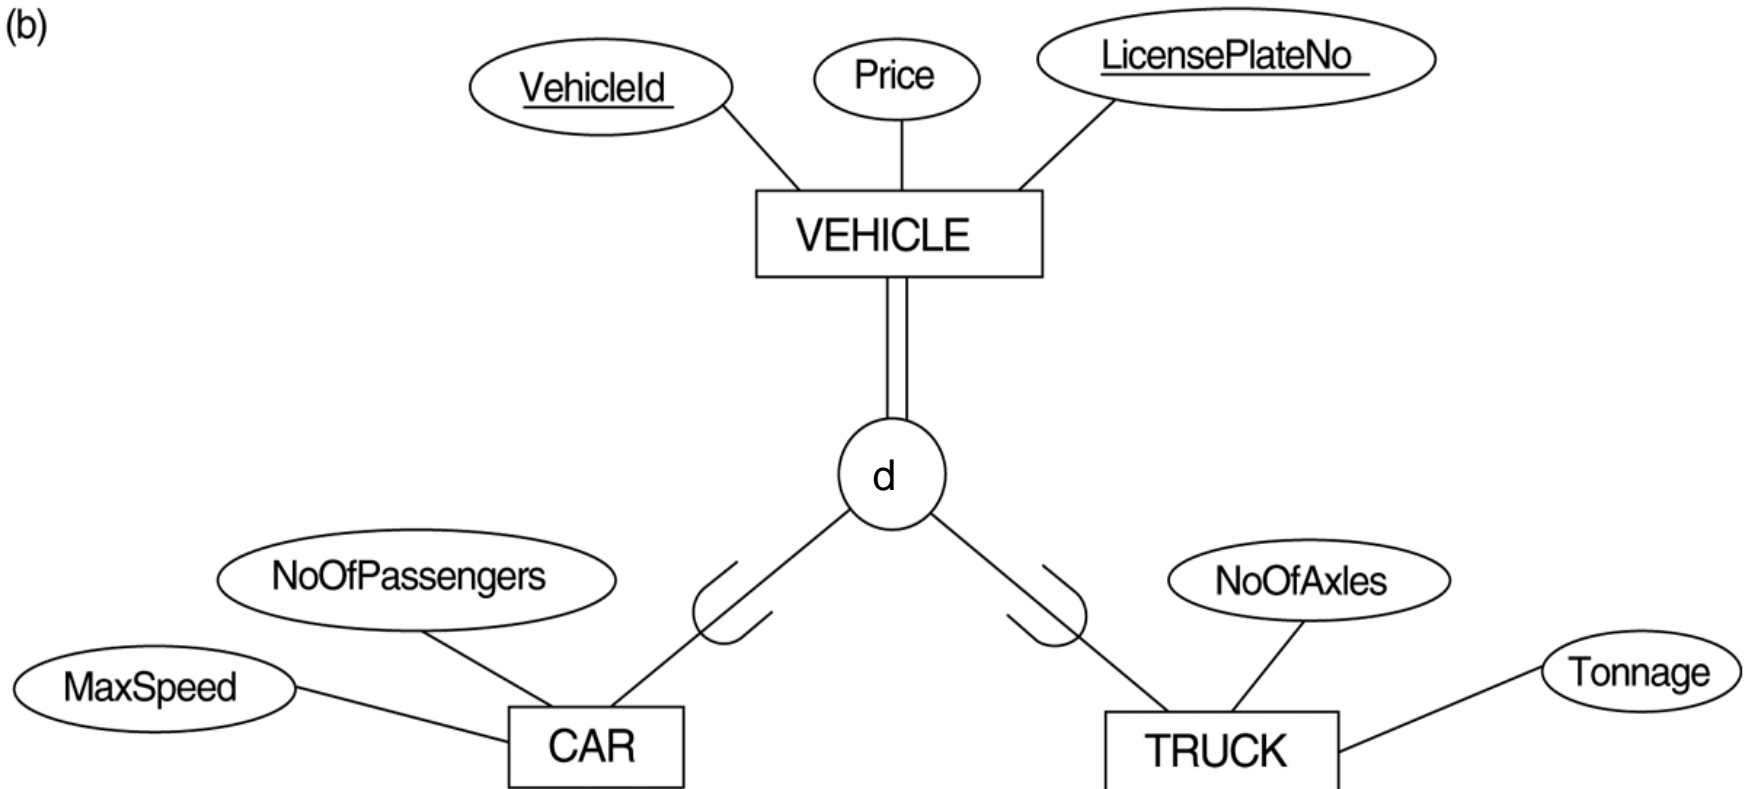 (b)
VehicleId
Price
LicensePlateNo
VEHICLE
d
NoOfPassengers
NoOfAxles
MaxSpeed
Tonnage
CAR
TRUCK